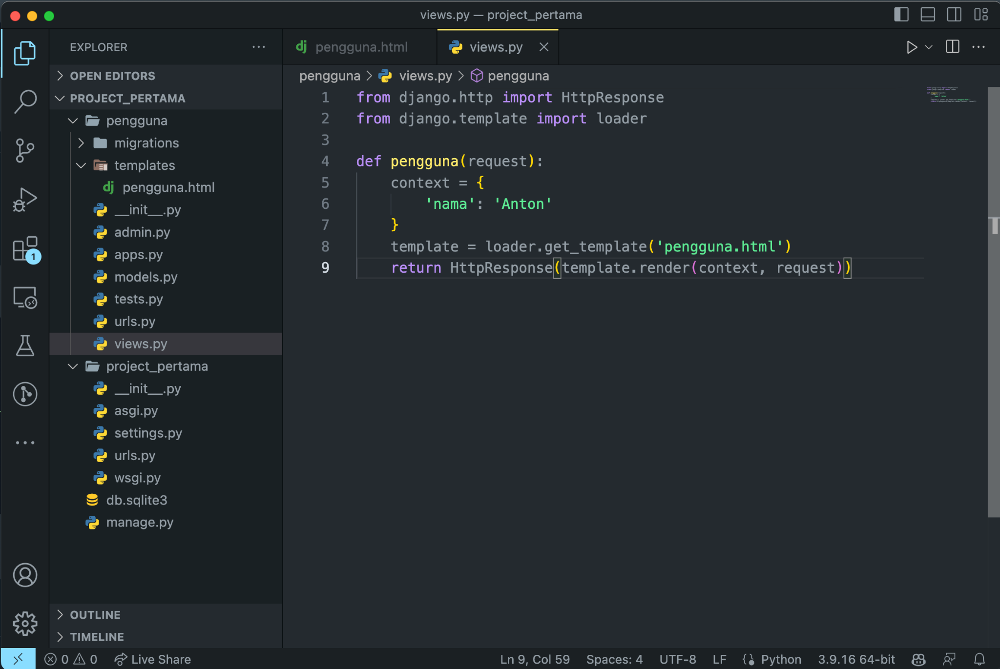 views.py — project_pertama
EXPLORER
OPEN EDITORS
PROJECT_PERTAMA
pengguna
migrations
templates
dj pengguna.html
__init__.py
admin.py
apps.py
models.py
tests.py
urls.py
views.py
project_pertama
__init__.py
asgi.py
settings.py
urls.py
wsgi.py
db.sqlite3
manage.py
OUTLINE
TIMELINE
1
dj pengguna.html
views.py
pengguna > views.py > pengguna
1 from django.http import HttpResponse
2 from django.template import loader
3
4 def pengguna(request):
5     context = {
6         'nama': 'Anton'
7     }
8     template = loader.get_template('pengguna.html')
9     return HttpResponse(template.render(context, request))
0 0 Live Share Ln 9, Col 59 Spaces: 4 UTF-8 LF Python 3.9.16 64-bit